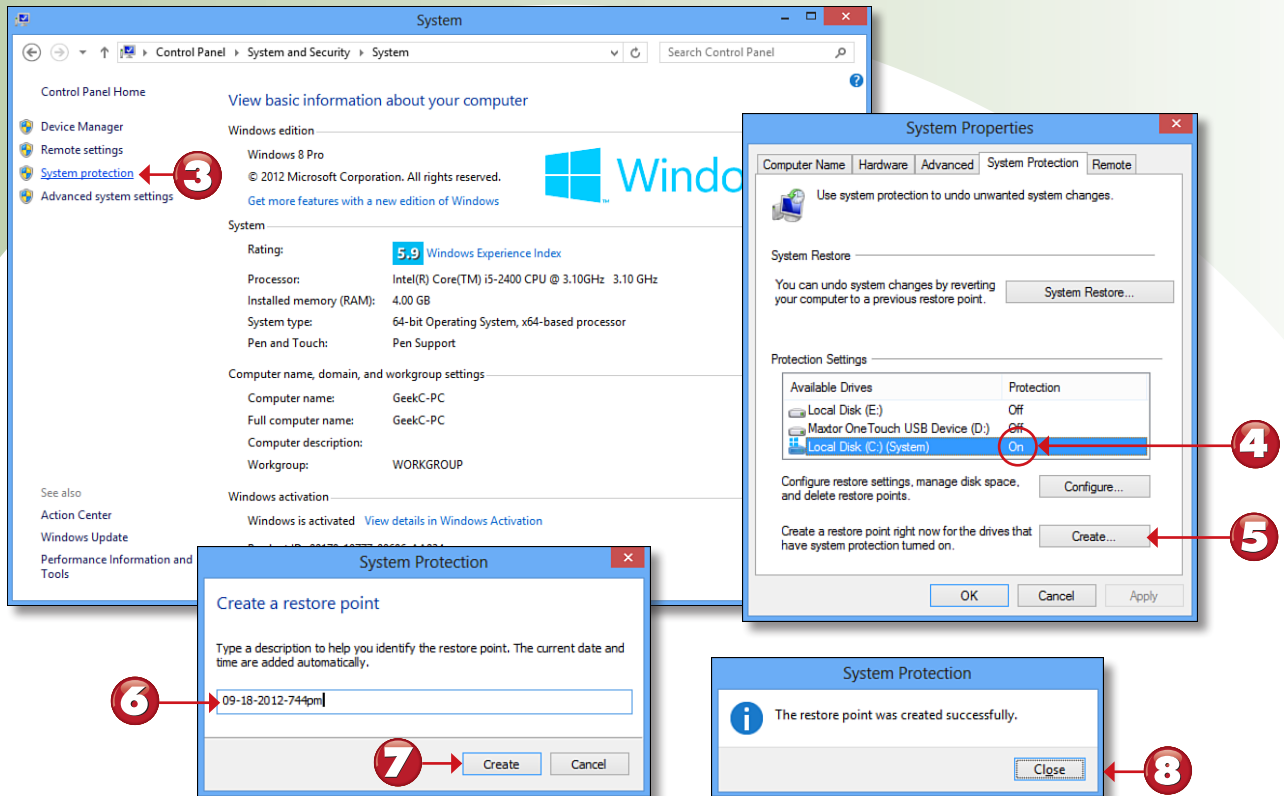 System
Control Panel ▸ System and Security ▸ System
Search Control Panel
Control Panel Home
Device Manager
Remote settings
System protection
3
Advanced system settings
See also
Action Center
Windows Update
Performance Information and
Tools
View basic information about your computer
Windows edition
Windows 8 Pro
© 2012 Microsoft Corporation. All rights reserved.
Get more features with a new edition of Windows
Windo
System
Rating:
5.9 Windows Experience Index
Processor:
Intel(R) Core(TM) i5-2400 CPU @ 3.10GHz 3.10 GHz
Installed memory (RAM):
4.00 GB
System type:
64-bit Operating System, x64-based processor
Pen and Touch:
Pen Support
Computer name, domain, and workgroup settings
Computer name:
GeekC-PC
Full computer name:
GeekC-PC
Computer description:
Workgroup:
WORKGROUP
Windows activation
Windows is activated View details in Windows Activation
System Properties
Computer Name
Hardware
Advanced
System Protection
Remote
Use system protection to undo unwanted system changes.
System Restore
You can undo system changes by reverting
your computer to a previous restore point.
System Restore...
Protection Settings
Available Drives
Protection
Local Disk (E:)
Off
Maxtor OneTouch USB Device (D:)
Off
Local Disk (C:) (System)
On
4
Configure restore settings, manage disk space,
and delete restore points.
Configure...
Create a restore point right now for the drives that
have system protection turned on.
Create...
5
OK
Cancel
Apply
System Protection
Create a restore point
Type a description to help you identify the restore point. The current date and
time are added automatically.
6
09-18-2012-744pm
7
Create
Cancel
System Protection
The restore point was created successfully.
Close
8